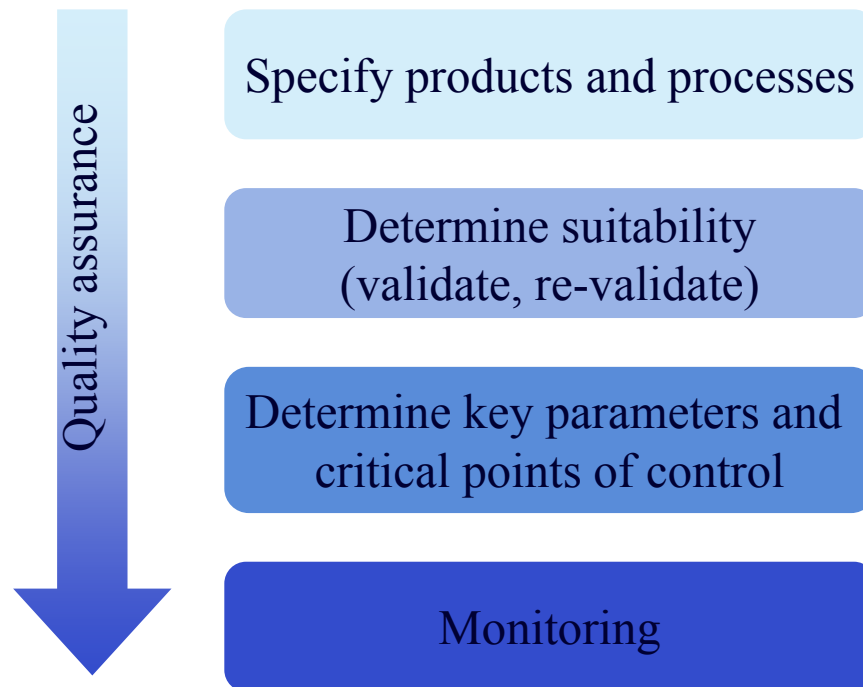 Quality assurance
Specify products and processes
Determine suitability
(validate, re-validate)
Determine key parameters and
critical points of control
Monitoring